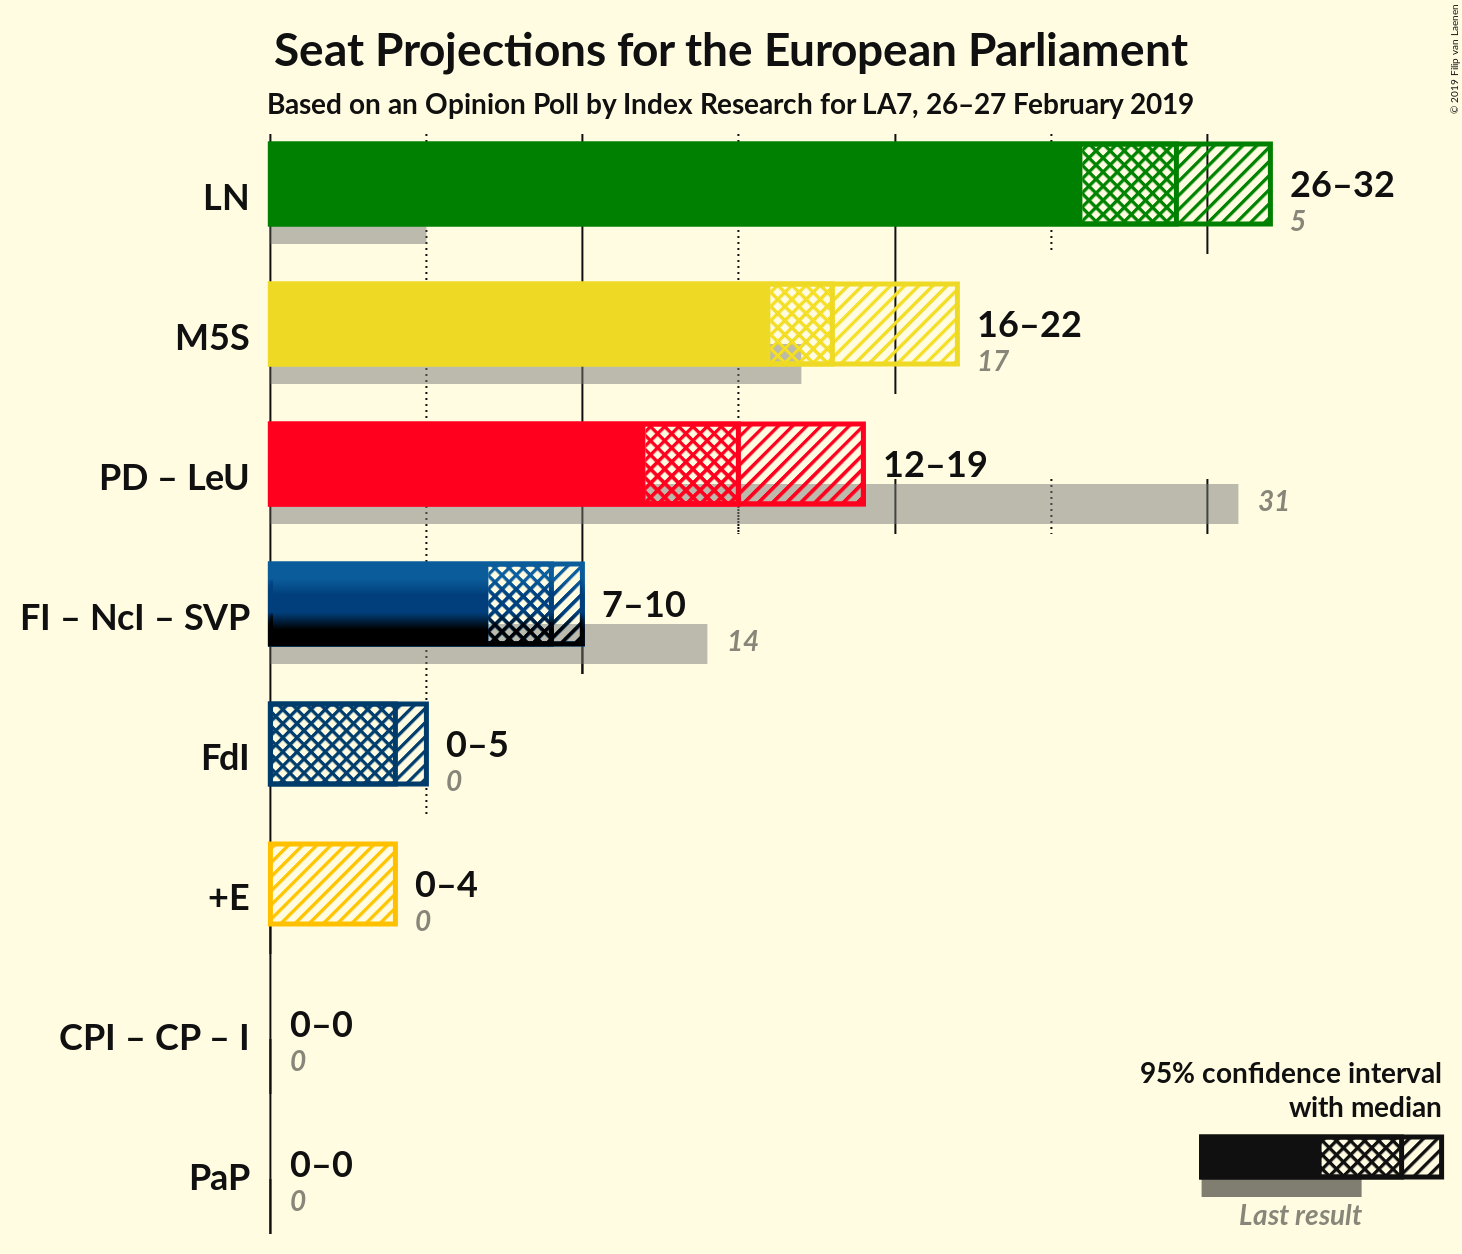 Seat Projections for the European Parliament
Based on an Opinion Poll by Index Research for LA7, 26–27 February 2019
© 2019 Filip van Laenen
LN
26–32
5
M5S
16–22
17
PD – LeU
12–19
31
FI – NcI – SVP
7–10
14
FdI
0–5
0
+E
0–4
0
CPI – CP – I
0–0
0
PaP
0–0
0
95% confidence interval
with median
Last result